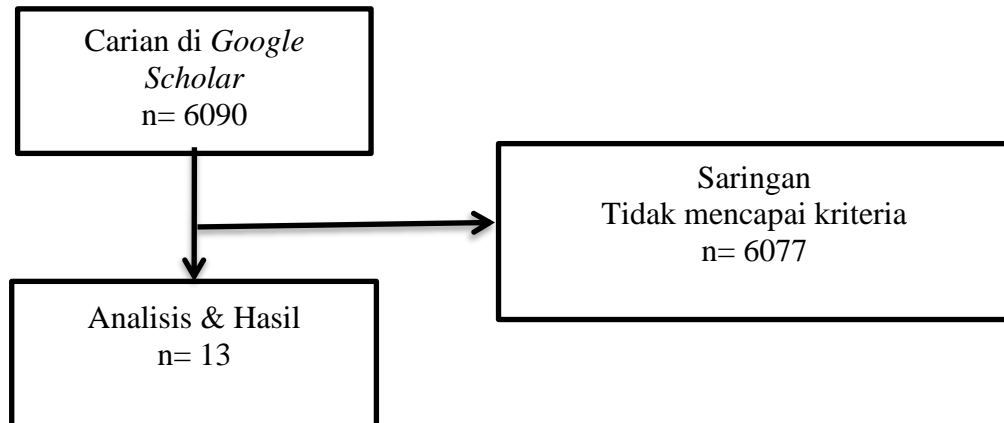 Carian di Google
Scholar
n= 6090
Saringan
Tidak mencapai kriteria
n= 6077
Analisis & Hasil
n= 13